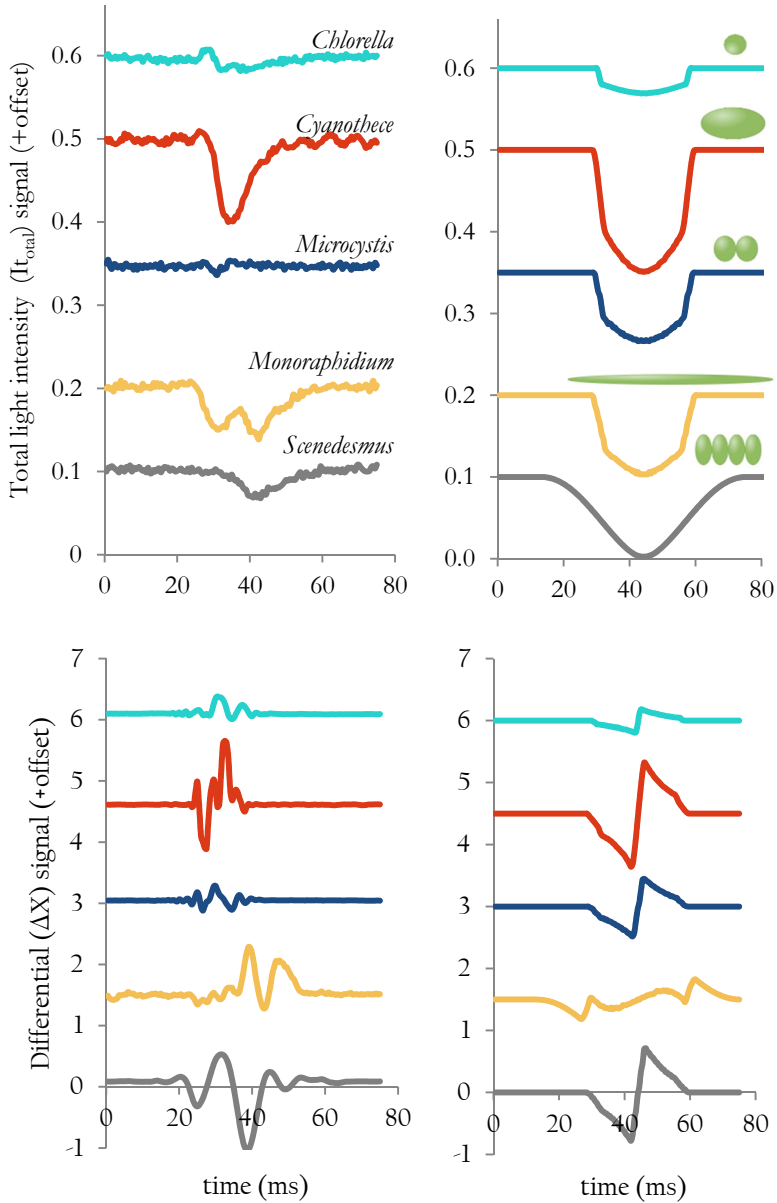 Total light intensity (It_otal) signal (+offset)
0.6
0.5
0.4
0.3
0.2
0.1
0
Chlorella
Cyanothece
Microcystis
Monoraphidium
Scenedesmus
0 20 40 60 80
0.6
0.5
0.4
0.3
0.2
0.1
0.0
0 20 40 60 80
Differential (ΔX) signal (+offset)
7
6
5
4
3
2
1
0
-1
0 20 40 60 80
time (ms)
7
6
5
4
3
2
1
0
-1
0 20 40 60 80
time (ms)